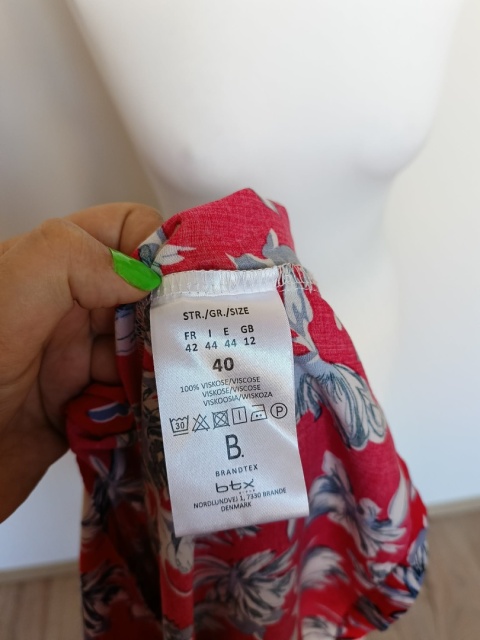 STR./GR./SIZE
FR I E GB
42 44 44 12
40
100% VISKOSE/VISCOSE
VISKOSE/VISCOSE
VISKOOSIA/WISKOZA
30 P
B.
BRANDTEX
btx
NORDLUNDVEJ 1, 7330 BRANDE
DENMARK